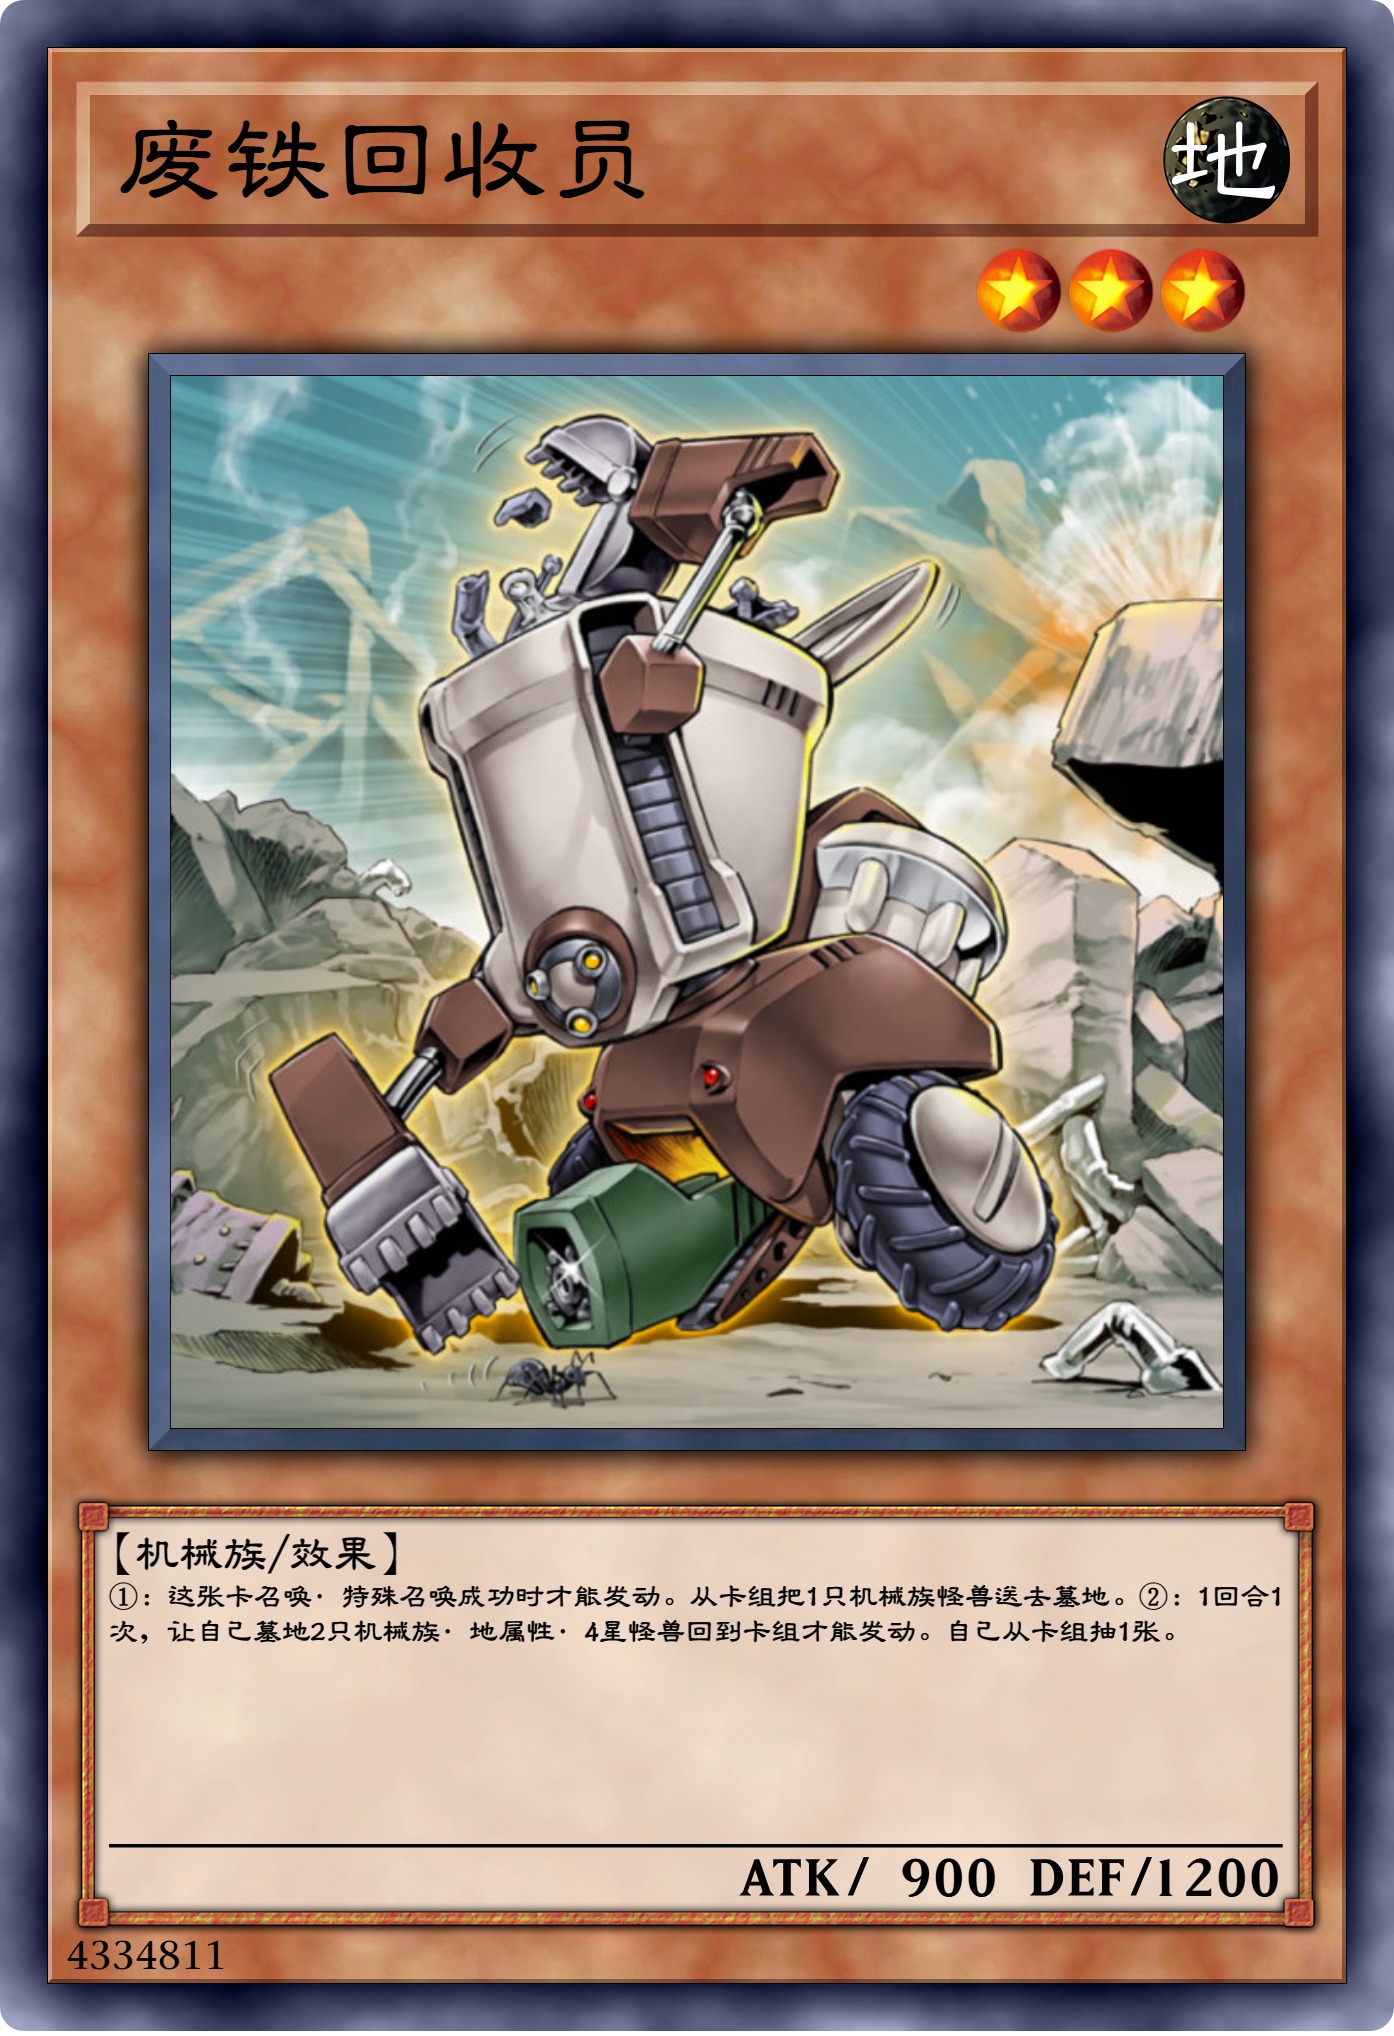 废铁回收员
地
【机械族/效果】
①：这张卡召唤·特殊召唤成功时才能发动。从卡组把1只机械族怪兽送去墓地。②：1回合1
次，让自己墓地2只机械族·地属性·4星怪兽回到卡组才能发动。自己从卡组抽1张。
ATK/ 900 DEF/1200
4334811